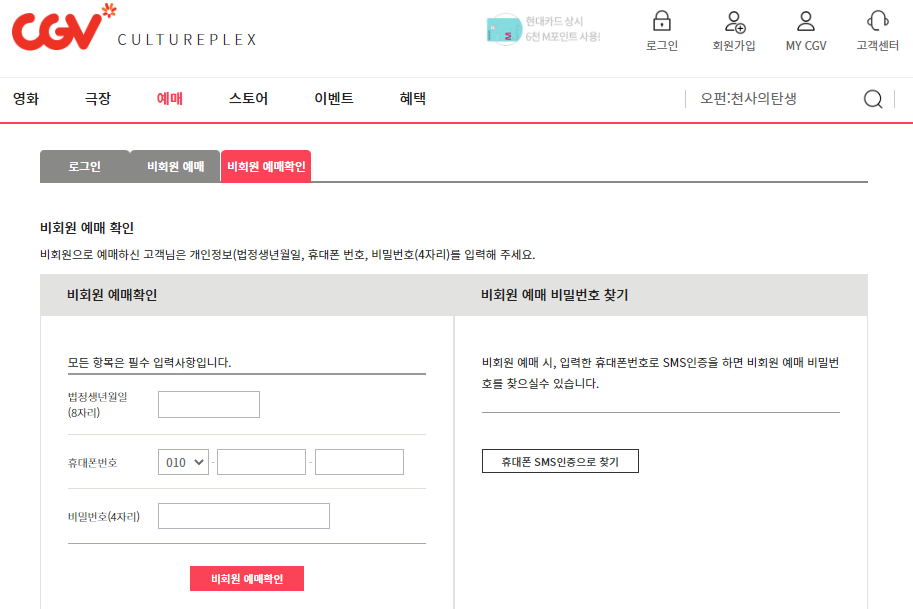 CGV CULTUREPLEX
현대카드 상시
6천 M포인트 사용!
M
로그인 회원가입 MY CGV 고객센터
영화 극장 예매 스토어 이벤트 혜택 오펀:천사의탄생
로그인 비회원 예매 비회원 예매확인
비회원 예매 확인
비회원으로 예매하신 고객님은 개인정보(법정생년월일, 휴대폰 번호, 비밀번호(4자리)를 입력해 주세요.
비회원 예매확인
모든 항목은 필수 입력사항입니다.
법정생년월일
(8자리)
휴대폰번호 010 - -
비밀번호(4자리)
비회원 예매확인
비회원 예매 비밀번호 찾기
비회원 예매 시, 입력한 휴대폰번호로 SMS인증을 하면 비회원 예매 비밀번
호를 찾으실수 있습니다.
휴대폰 SMS인증으로 찾기